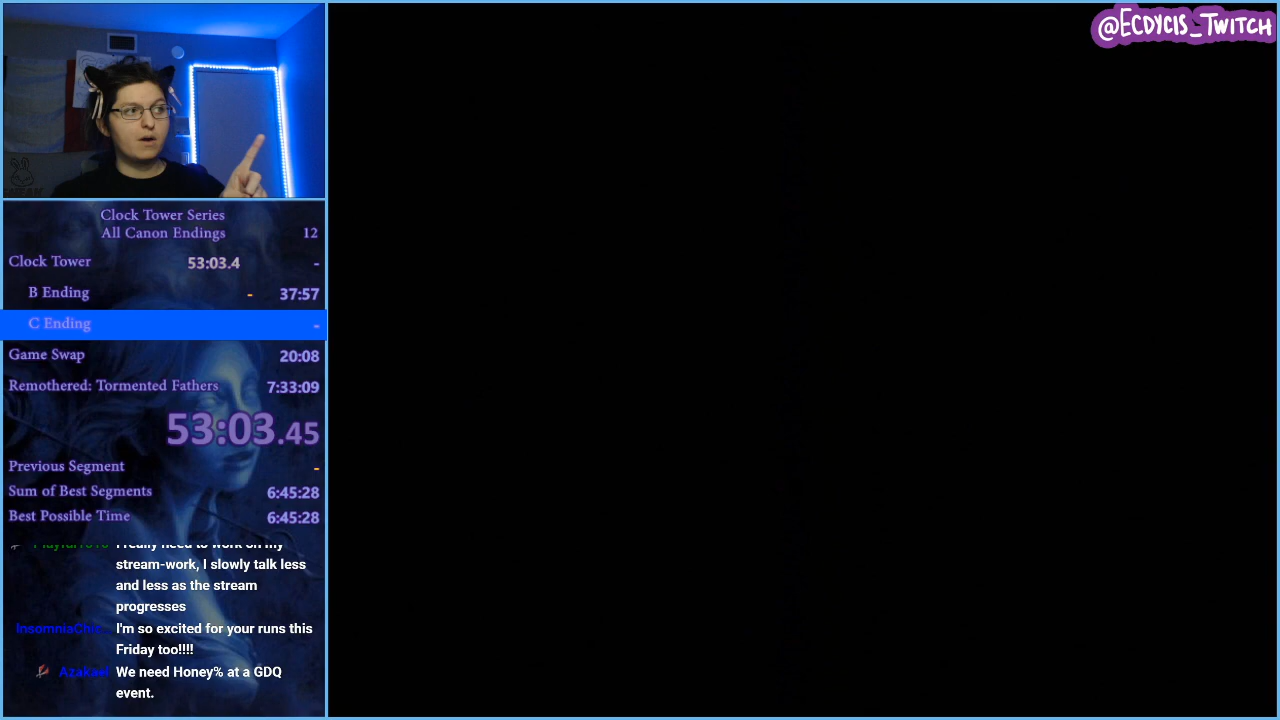 @ECDYCIS_TWITCH
Clock Tower Series
All Canon Endings 12
Clock Tower 53:03.4 -
B Ending - 37:57
C Ending -
Game Swap 20:08
Remothered: Tormented Fathers 7:33:09
53:03.45
Previous Segment -
Sum of Best Segments 6:45:28
Best Possible Time 6:45:28
I really need to work on my
stream-work, I slowly talk less
and less as the stream
progresses
I'm so excited for your runs this
Friday too!!!!
Azakael We need Honey% at a GDQ
event.